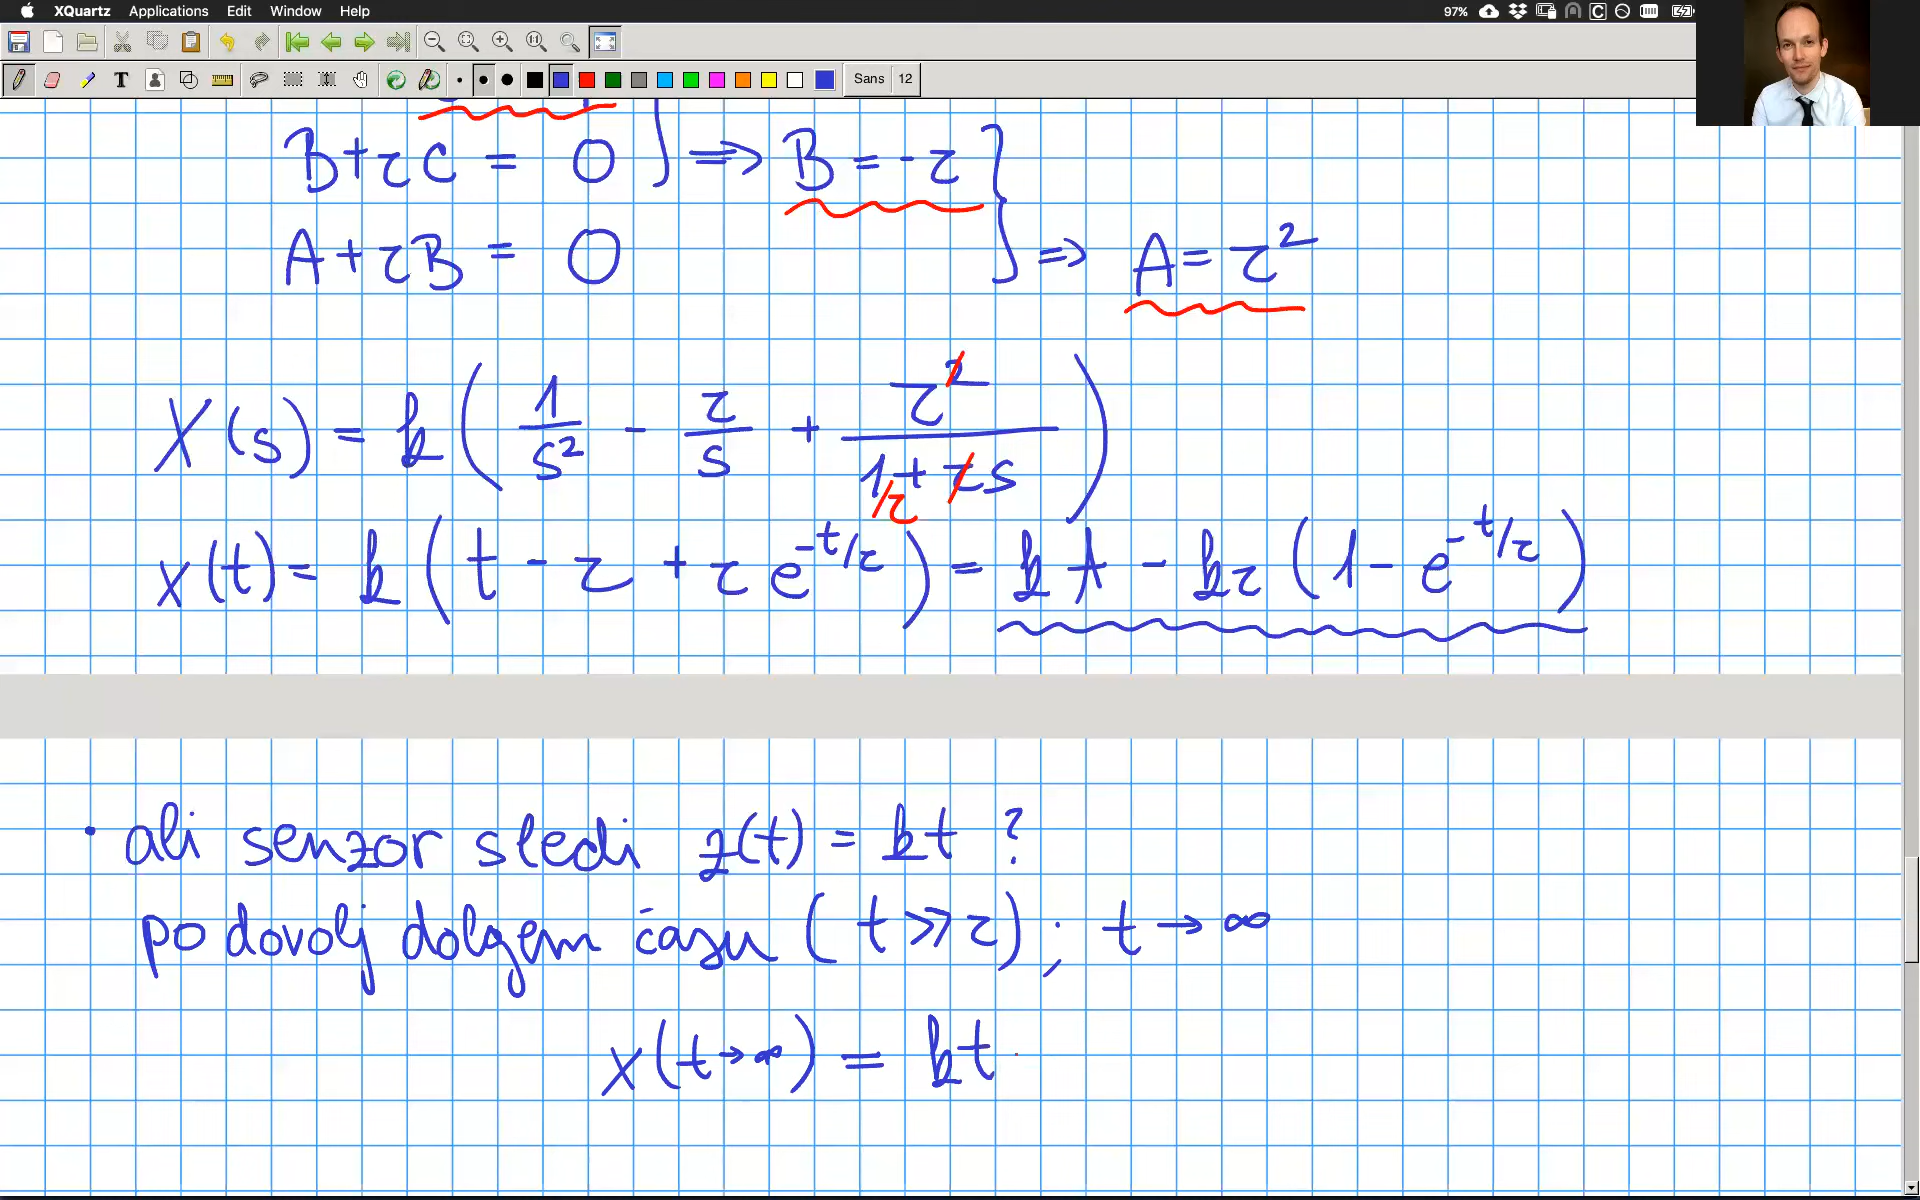 XQuartz Applications Edit Window Help 97%
Sans 12
B+τC = 0 } ⇒ B = -τ
A+τB = 0 } ⇒ A = τ²
X(s) = k ( 1/s² - τ/s + τ²/(1/τ + τs) )
x(t) = k ( t - τ + τ e^(-t/τ) ) = kt - kτ ( 1 - e^(-t/τ) )
• ali senzor sledi z(t) = kt ?
po dovolj dolgem času ( t ≫ τ ) ; t → ∞
x(t→∞) = kt